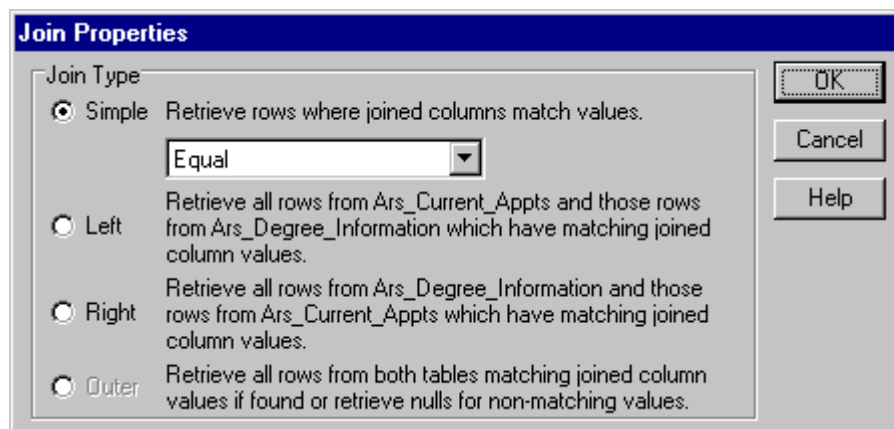 Join Properties
Join Type
Simple Retrieve rows where joined columns match values.
Equal
Left Retrieve all rows from Ars_Current_Appts and those rows
from Ars_Degree_Information which have matching joined
column values.
Right Retrieve all rows from Ars_Degree_Information and those
rows from Ars_Current_Appts which have matching joined
column values.
Outer Retrieve all rows from both tables matching joined column
values if found or retrieve nulls for non-matching values.
OK
Cancel
Help